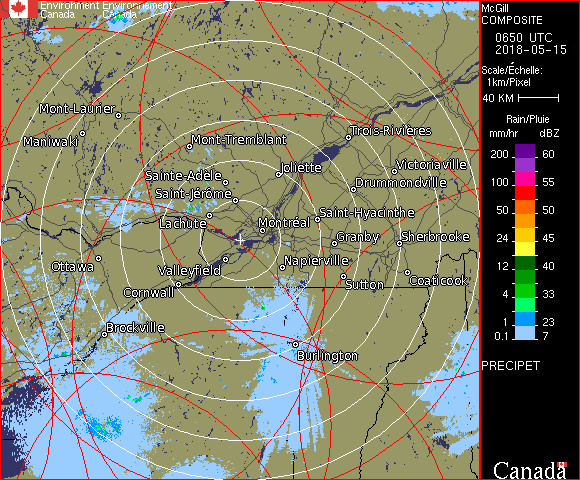 Environment Environnement
Canada Canada
McGill
COMPOSITE
0650 UTC
2018-05-15
Scale/Échelle:
1km/Pixel
40 KM
Rain/Pluie
mm/hr dBZ
200 60
100 55
50 50
24 45
12 40
4 33
1 23
0.1 7
PRECIPET
Canada
Mont-Laurier
Maniwaki
Mont-Tremblant
Trois-Rivières
Joliette
Victoriaville
Sainte-Adèle
Drummondville
Saint-Jérôme
Lachute
Saint-Hyacinthe
Montréal
Granby
Sherbrooke
Ottawa
Valleyfield
Napierville
Cornwall
Sutton
Coaticook
Brockville
Burlington